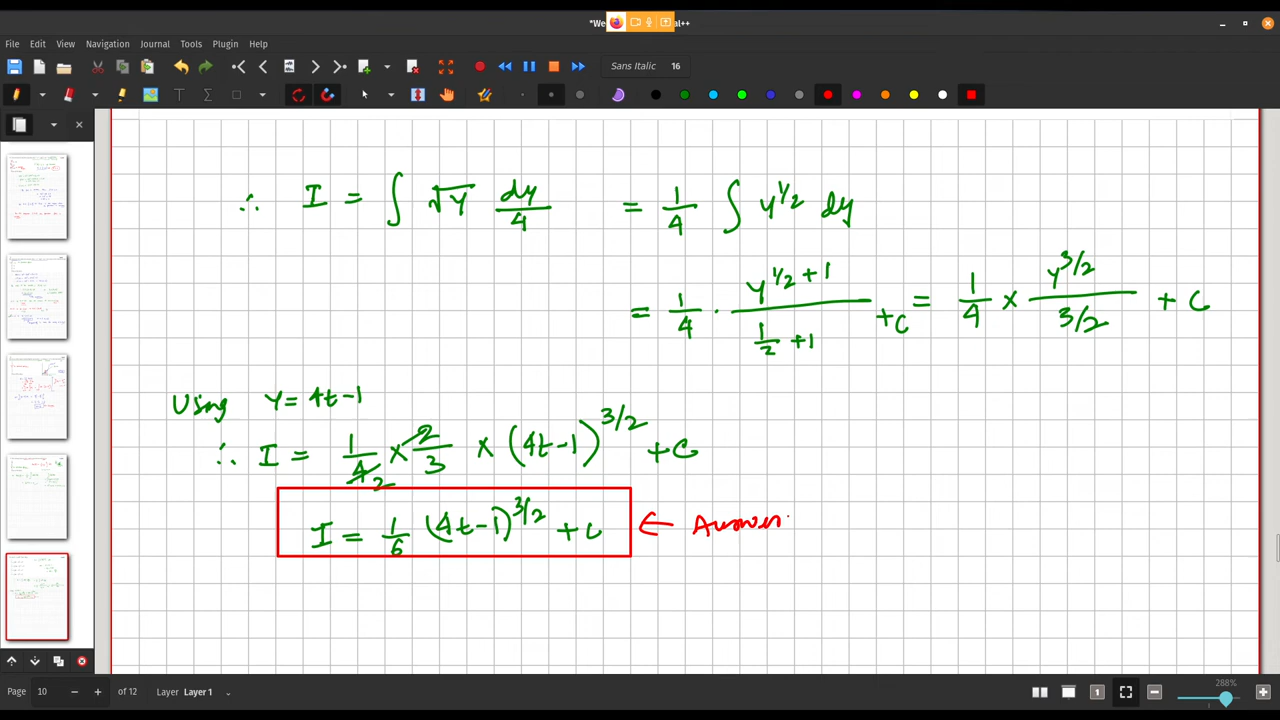 *We al++
File Edit View Navigation Journal Tools Plugin Help
Sans Italic 16
∴ I = ∫ √y dy/4 = 1/4 ∫ y^1/2 dy
= 1/4 · y^(1/2 + 1)/(1/2 + 1) + c = 1/4 × y^3/2/(3/2) + C
Using y = 4t-1
∴ I = 1/4 2 × 2/3 × (4t-1)^3/2 + C
I = 1/6 (4t-1)^3/2 + C ← Answer
Page 10 of 12 Layer Layer 1 1 288%